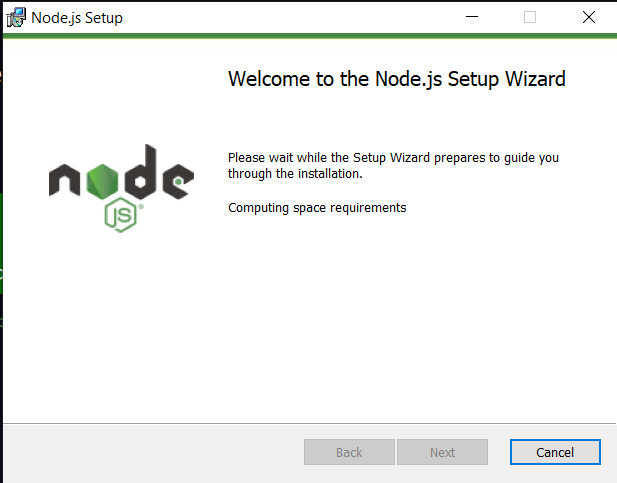 Node.js Setup
Welcome to the Node.js Setup Wizard
node
JS
Please wait while the Setup Wizard prepares to guide you
through the installation.
Computing space requirements
Back
Next
Cancel